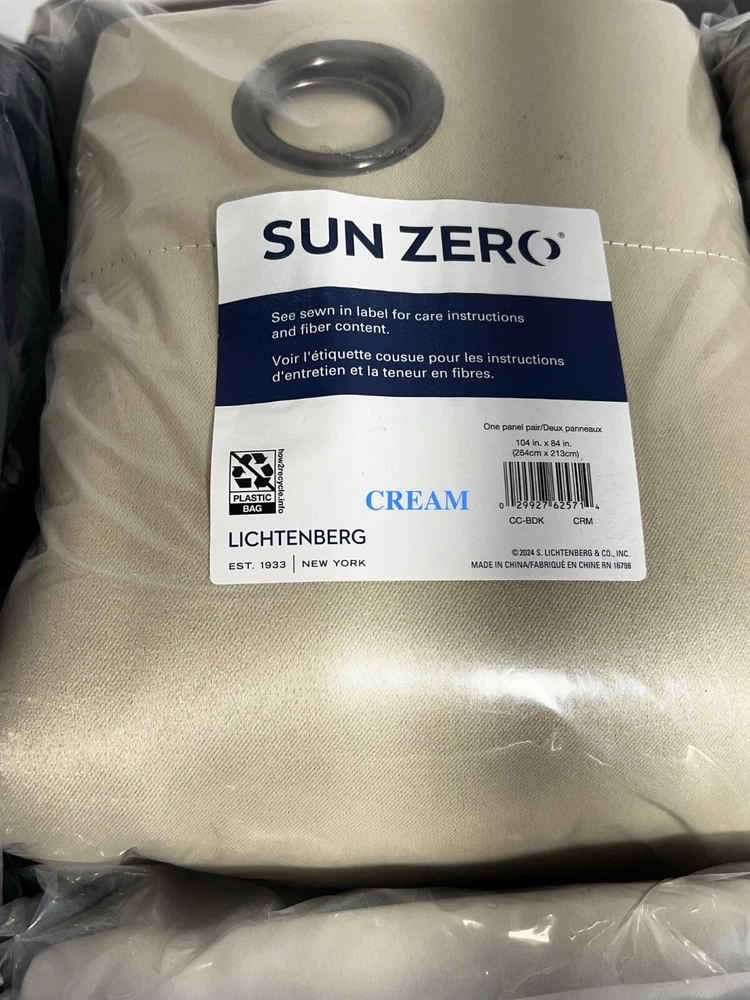 SUN ZERO®
See sewn in label for care instructions
and fiber content.
Voir l'étiquette cousue pour les instructions
d'entretien et la teneur en fibres.
One panel pair/Deux panneaux
104 in. x 84 in.
(264cm x 213cm)
how2recycle.info
PLASTIC
BAG
CREAM
0 29927 62571 4
CC-BDK CRM
LICHTENBERG
EST. 1933 | NEW YORK
©2024 S. LICHTENBERG & CO., INC.
MADE IN CHINA/FABRIQUÉ EN CHINE RN 16798